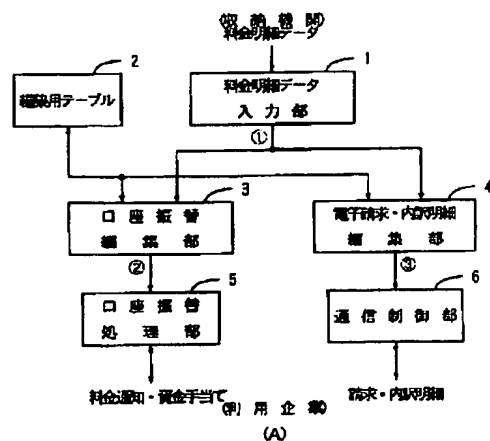 (収納機関)
料金明細データ
2
1
編集用テーブル
料金明細データ
入力部
①
3
4
口座振替
編集部
電子請求・内訳明細
編集部
②
③
5
6
口座振替
処理部
通信制御部
料金通知・資金手当て
請求・内訳明細
(利用企業)
(A)